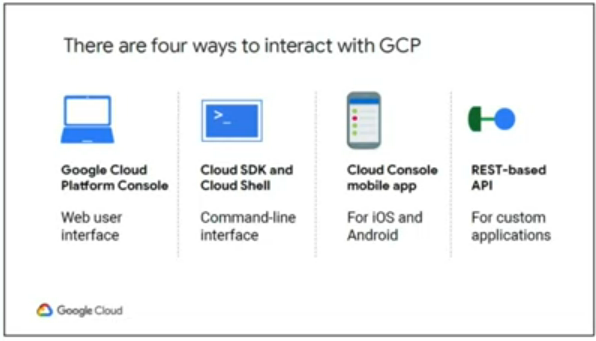 There are four ways to interact with GCP
>_
Google Cloud
Platform Console
Web user
interface
Cloud SDK and
Cloud Shell
Command-line
interface
Cloud Console
mobile app
For iOS and
Android
REST-based
API
For custom
applications
Google Cloud